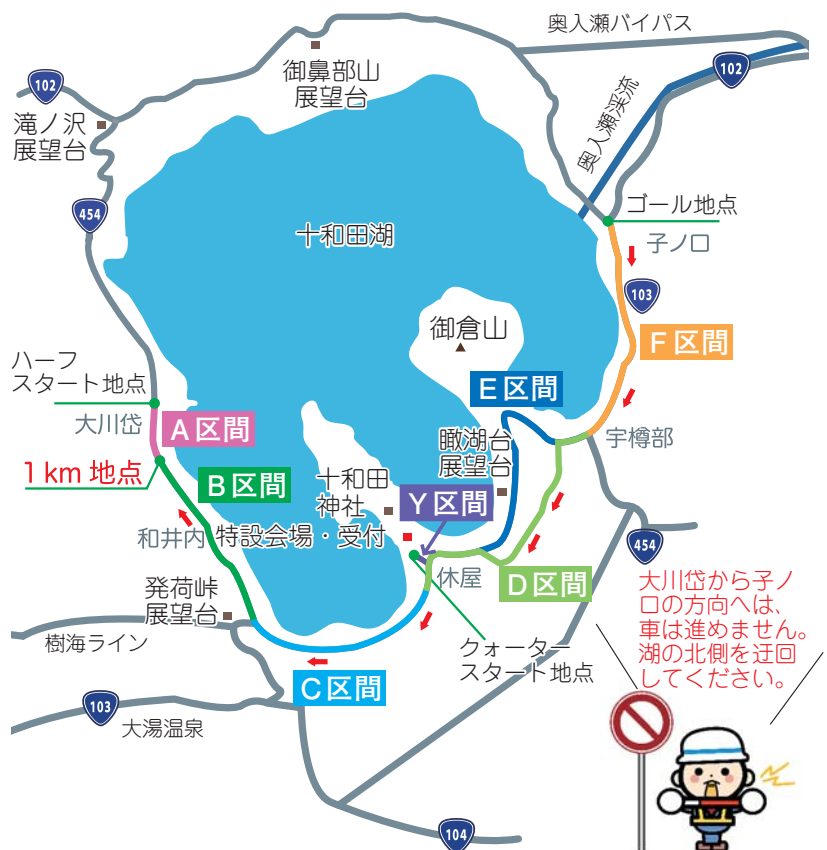 奥入瀬バイパス
御鼻部山
展望台
102
102
滝ノ沢
展望台
奥入瀬渓流
454
ゴール地点
十和田湖
子ノ口
103
御倉山
F区間
ハーフ
スタート地点
E区間
大川岱
A区間
瞰湖台
展望台
宇樽部
1km 地点
B区間
十和田
神社
Y区間
和井内
特設会場・受付
休屋
454
D区間
発荷峠
展望台
樹海ライン
クォーター
スタート地点
C区間
103
大湯温泉
大川岱から子ノ
口の方向へは、
車は進めません。
湖の北側を迂回
してください。
104